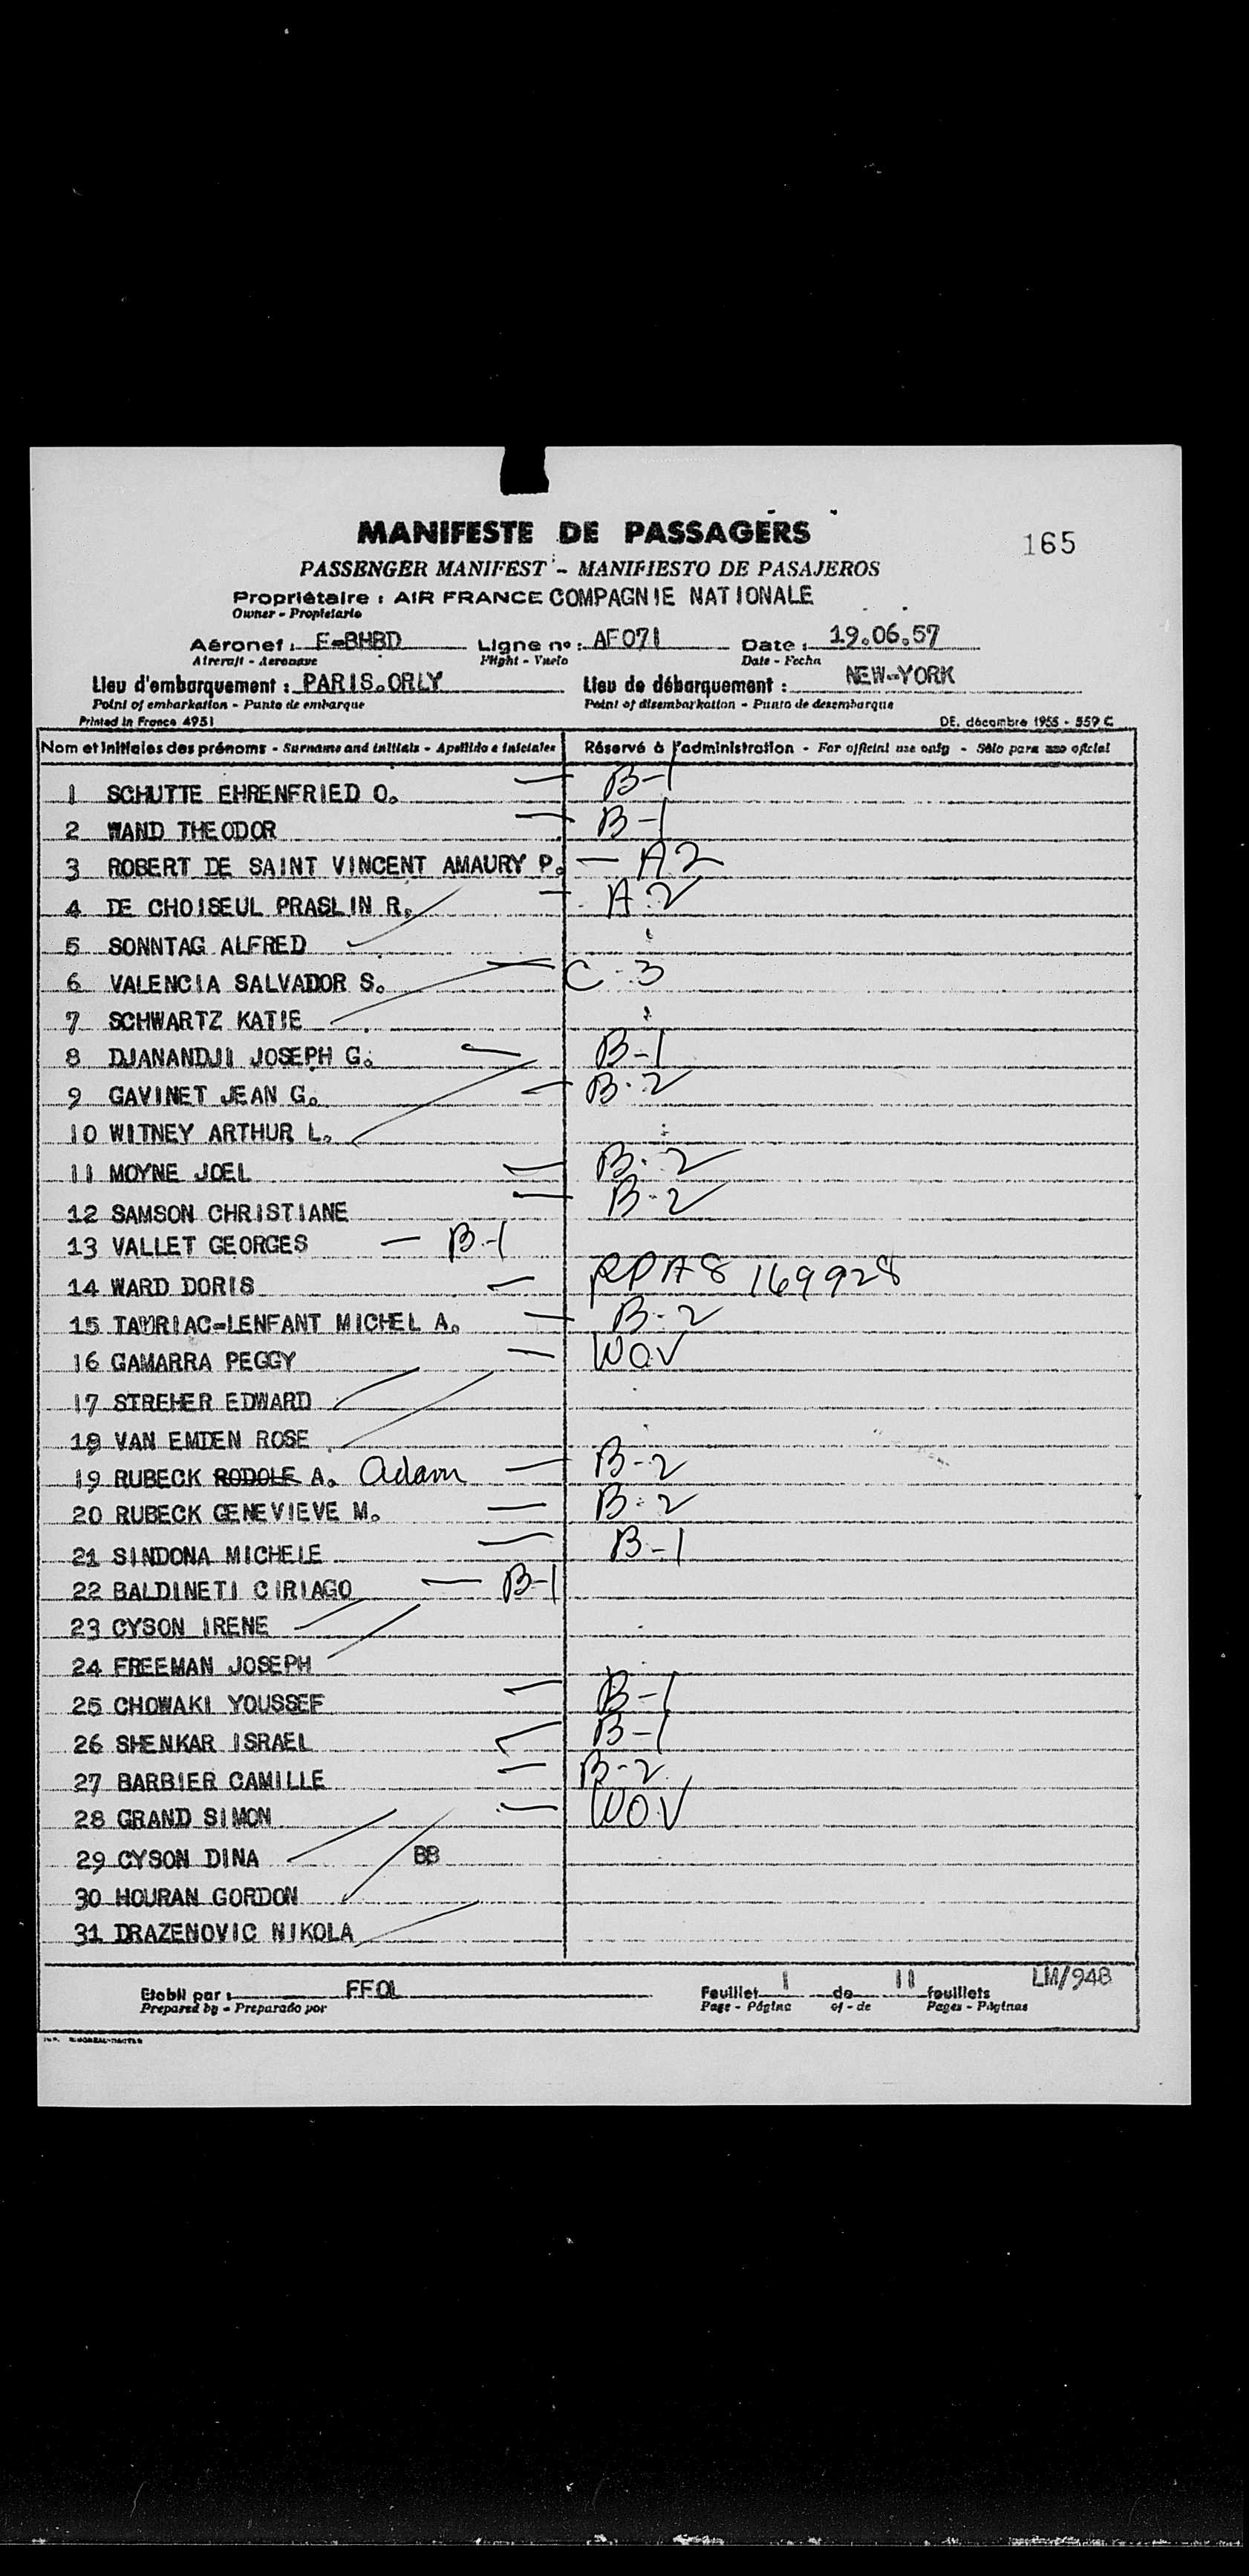 MANIFESTE DE PASSAGERS
165
PASSENGER MANIFEST - MANIFIESTO DE PASAJEROS
Propriétaire : AIR FRANCE COMPAGNIE NATIONALE
Owner - Propietario
Aéronef : F-BHBD Ligne n° : AF071 Date : 19.06.57
Aircraft - Aeronave Flight - Vuelo Date - Fecha
Lieu d'embarquement : PARIS.ORLY Lieu de débarquement : NEW-YORK
Point of embarkation - Punto de embarque Point of disembarkation - Punto de desembarque
Printed in France 4951 DE. décembre 1955 - 559 C
Nom et initiales des prénoms - Surname and initials - Apellido e iniciales Réservé à l'administration - For official use only - Sólo para uso oficial
1 SCHUTTE EHRENFRIED O. — B-1
2 WAND THEODOR — B-1
3 ROBERT DE SAINT VINCENT AMAURY P. — A2
4 DE CHOISEUL PRASLIN R. — A-2
5 SONNTAG ALFRED
6 VALENCIA SALVADOR S. — C-3
7 SCHWARTZ KATIE
8 DJANANDJI JOSEPH G. — B-1
9 GAVINET JEAN G. — B-2
10 WITNEY ARTHUR L.
11 MOYNE JOEL — B-2
12 SAMSON CHRISTIANE — B-2
13 VALLET GEORGES — B-1
14 WARD DORIS — RPA8 169928
15 TAURIAC-LENFANT MICHEL A. — B-2
16 GAMARRA PEGGY — WOV
17 STREHER EDWARD
18 VAN EMDEN ROSE
19 RUBECK RODOLF A. Adam — B-2
20 RUBECK GENEVIEVE M. — B-2
21 SINDONA MICHELE — B-1
22 BALDINETI CIRIAGO — B-1
23 CYSON IRENE
24 FREEMAN JOSEPH
25 CHOWAKI YOUSSEF — B-1
26 SHENKAR ISRAEL B-1
27 BARBIER CAMILLE — B-2
28 GRAND SIMON — WOV
29 CYSON DINA BB
30 HOURAN GORDON
31 DRAZENOVIC NIKOLA
LM/948
Etabli par : FFOL Feuillet 1 de 11 feuillets
Prepared by - Preparado por Page - Página of - de Pages - Páginas